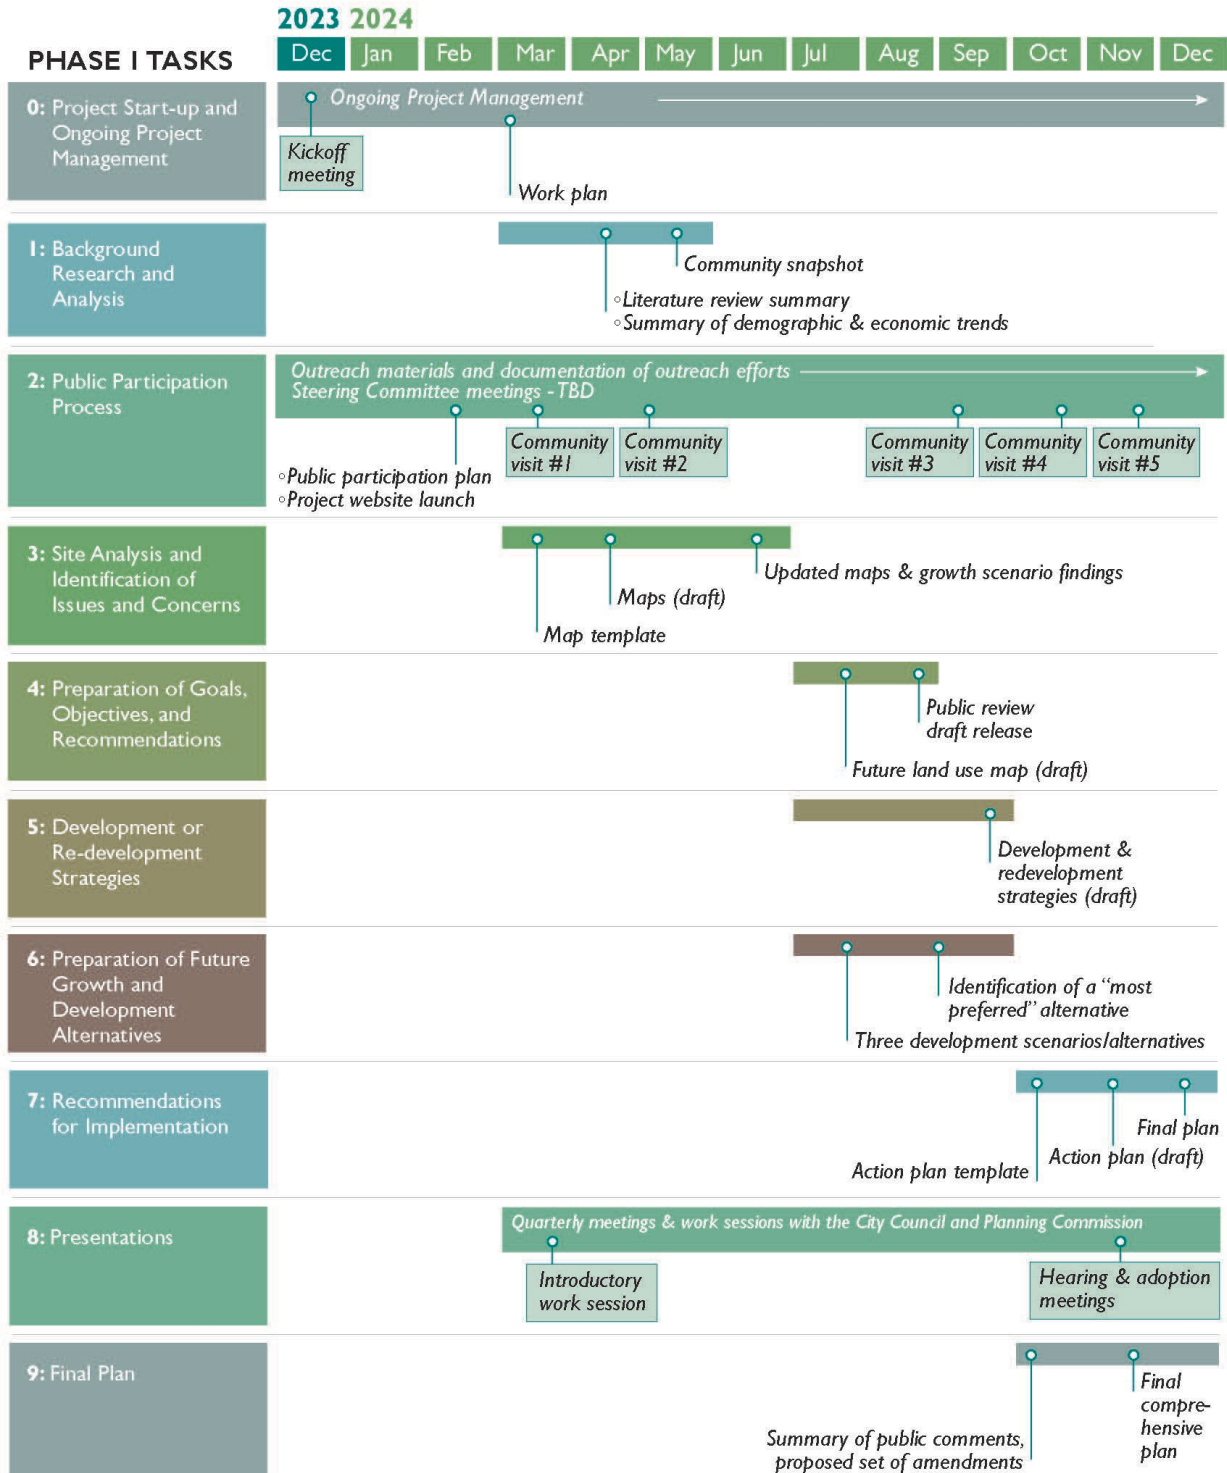 2023 2024
PHASE I TASKS
Dec Jan Feb Mar Apr May Jun Jul Aug Sep Oct Nov Dec
0: Project Start-up and
Ongoing Project
Management
Ongoing Project Management
Kickoff
meeting
Work plan
1: Background
Research and
Analysis
Community snapshot
◦Literature review summary
◦Summary of demographic & economic trends
2: Public Participation
Process
Outreach materials and documentation of outreach efforts
Steering Committee meetings - TBD
Community
visit #1
Community
visit #2
Community
visit #3
Community
visit #4
Community
visit #5
◦Public participation plan
◦Project website launch
3: Site Analysis and
Identification of
Issues and Concerns
Updated maps & growth scenario findings
Maps (draft)
Map template
4: Preparation of Goals,
Objectives, and
Recommendations
Public review
draft release
Future land use map (draft)
5: Development or
Re-development
Strategies
Development &
redevelopment
strategies (draft)
6: Preparation of Future
Growth and
Development
Alternatives
Identification of a “most
preferred” alternative
Three development scenarios/alternatives
7: Recommendations
for Implementation
Final plan
Action plan (draft)
Action plan template
8: Presentations
Quarterly meetings & work sessions with the City Council and Planning Commission
Introductory
work session
Hearing & adoption
meetings
9: Final Plan
Final
compre-
hensive
plan
Summary of public comments,
proposed set of amendments